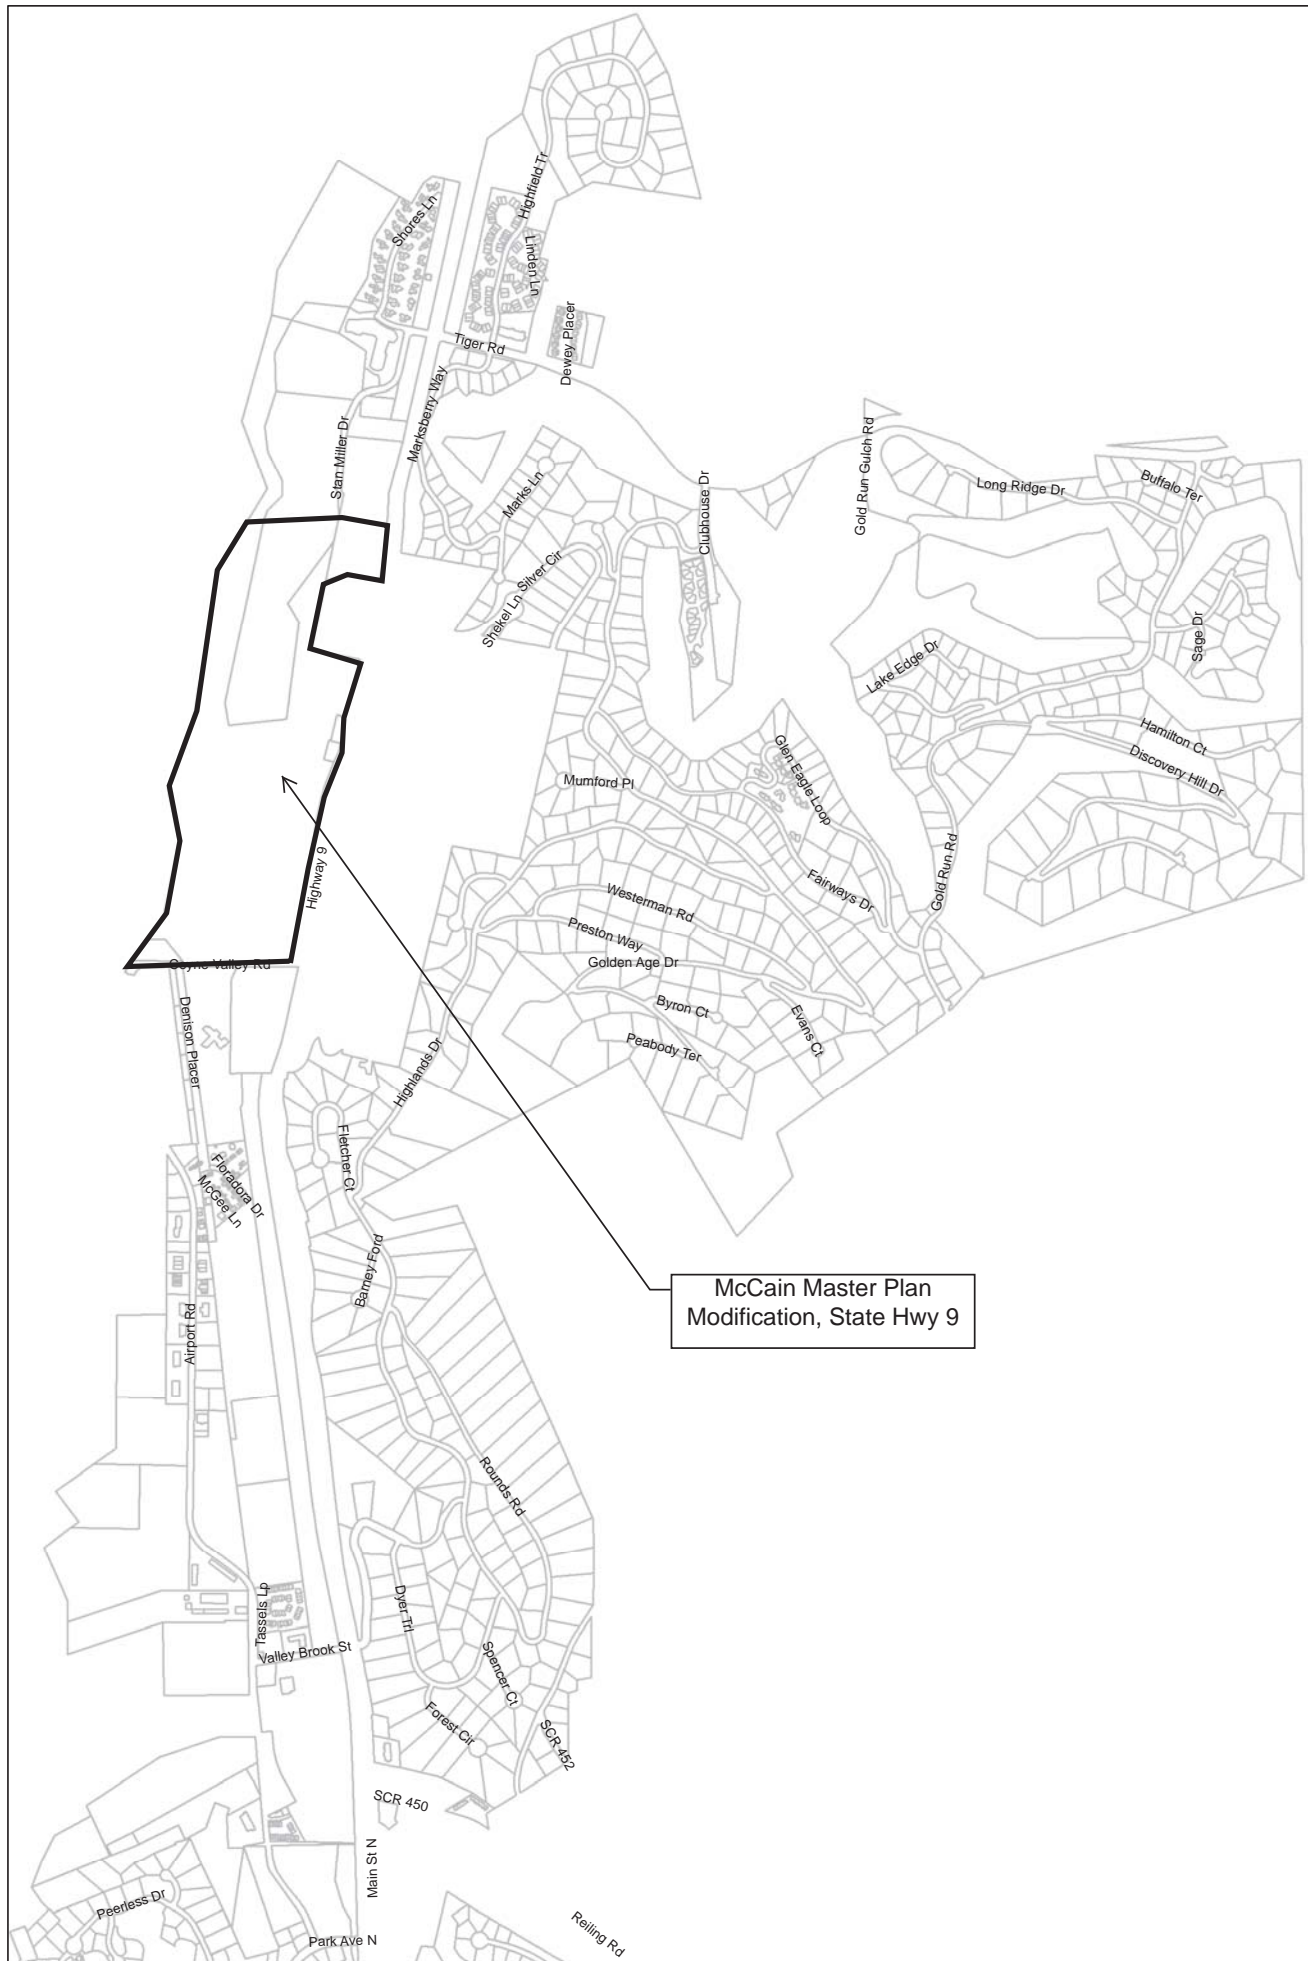 Highfield Tr
Shores Ln
Linden Ln
Tiger Rd
Dewey Placer
Marksberry Way
Stan Miller Dr
Gold Run Gulch Rd
Long Ridge Dr
Buffalo Ter
Marks Ln
Clubhouse Dr
Silver Cir
Shekel Ln
Sage Dr
Lake Edge Dr
Hamilton Ct
Discovery Hill Dr
Glen Eagle Loop
Mumford Pl
Highway 9
Gold Run Rd
Fairways Dr
Westerman Rd
Preston Way
Golden Age Dr
Coyne Valley Rd
Byron Ct
Evans Ct
Peabody Ter
Denison Placer
Highlands Dr
Fletcher Ct
Floradora Dr
McGee Ln
Barney Ford
McCain Master Plan
Modification, State Hwy 9
Airport Rd
Rounds Rd
Tassels Lp
Dyer Trl
Valley Brook St
Spencer Ct
Forest Cir
SCR 452
SCR 450
Main St N
Peerless Dr
Park Ave N
Reiling Rd